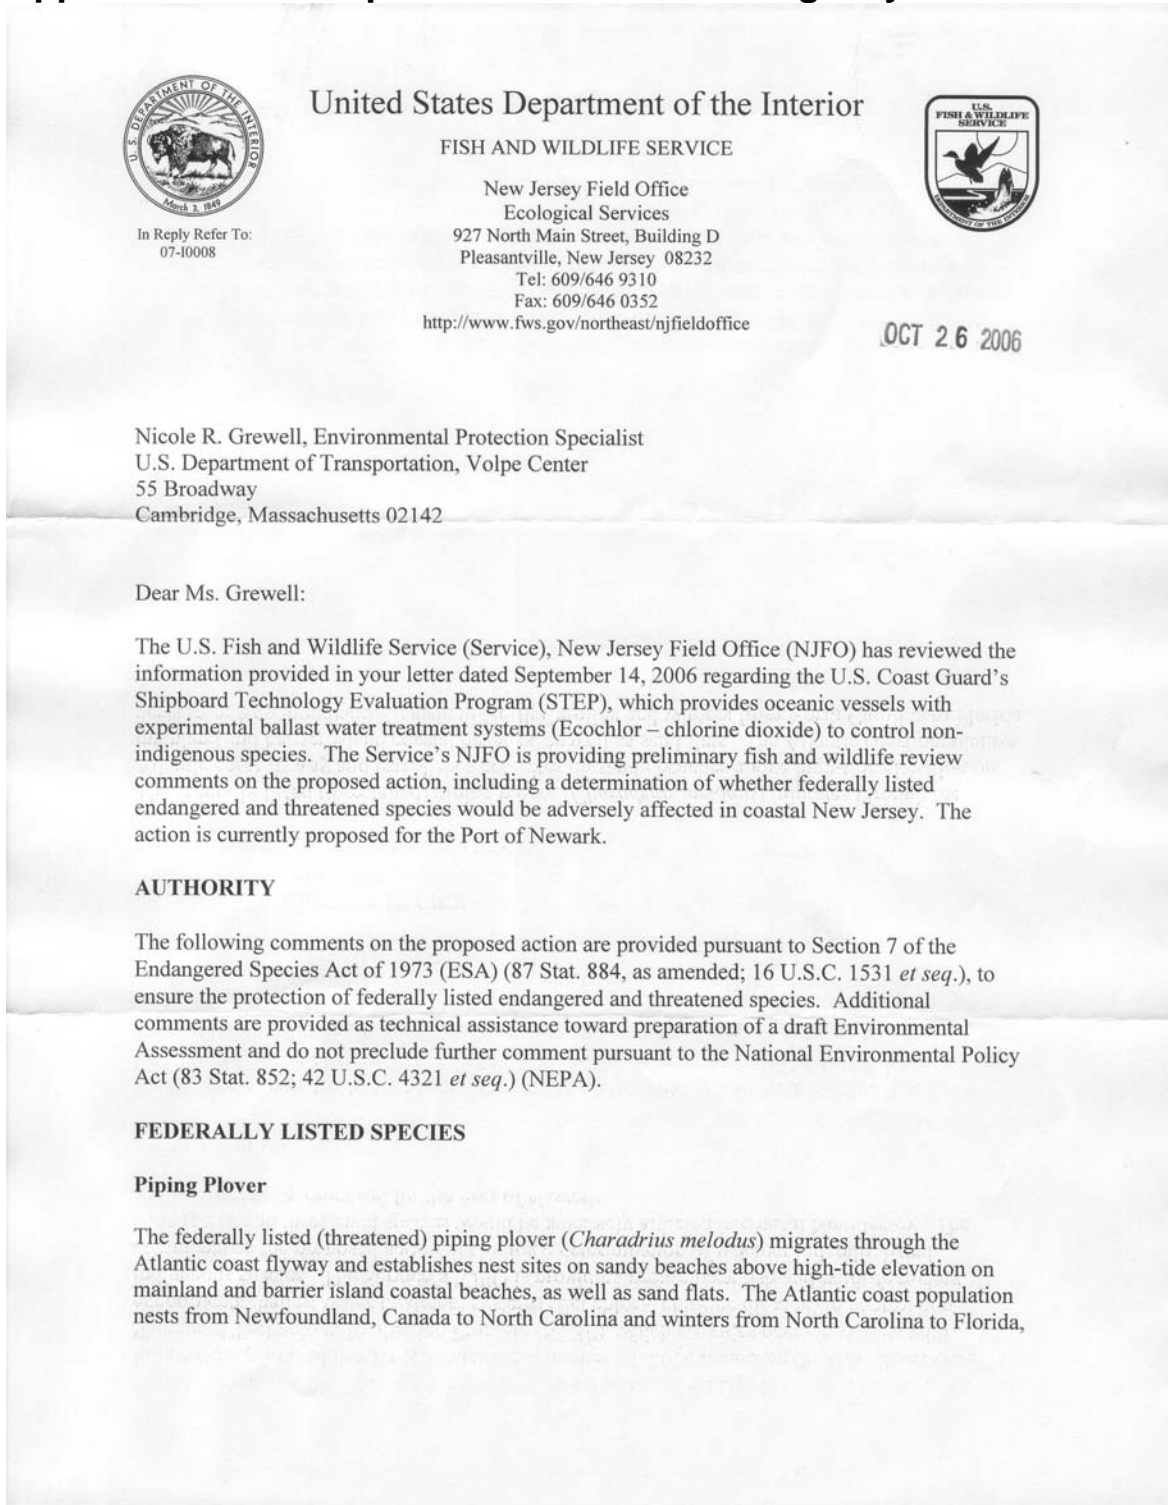 United States Department of the Interior
FISH AND WILDLIFE SERVICE
New Jersey Field Office
Ecological Services
927 North Main Street, Building D
Pleasantville, New Jersey 08232
Tel: 609/646 9310
Fax: 609/646 0352
http://www.fws.gov/northeast/njfieldoffice
U. S. DEPARTMENT OF THE INTERIOR
March 3, 1849
In Reply Refer To:
07-I0008
U.S.
FISH & WILDLIFE
SERVICE
DEPARTMENT OF THE INTERIOR
OCT 26 2006
Nicole R. Grewell, Environmental Protection Specialist
U.S. Department of Transportation, Volpe Center
55 Broadway
Cambridge, Massachusetts 02142
Dear Ms. Grewell:
The U.S. Fish and Wildlife Service (Service), New Jersey Field Office (NJFO) has reviewed the
information provided in your letter dated September 14, 2006 regarding the U.S. Coast Guard's
Shipboard Technology Evaluation Program (STEP), which provides oceanic vessels with
experimental ballast water treatment systems (Ecochlor – chlorine dioxide) to control non-
indigenous species. The Service's NJFO is providing preliminary fish and wildlife review
comments on the proposed action, including a determination of whether federally listed
endangered and threatened species would be adversely affected in coastal New Jersey. The
action is currently proposed for the Port of Newark.
AUTHORITY
The following comments on the proposed action are provided pursuant to Section 7 of the
Endangered Species Act of 1973 (ESA) (87 Stat. 884, as amended; 16 U.S.C. 1531 et seq.), to
ensure the protection of federally listed endangered and threatened species. Additional
comments are provided as technical assistance toward preparation of a draft Environmental
Assessment and do not preclude further comment pursuant to the National Environmental Policy
Act (83 Stat. 852; 42 U.S.C. 4321 et seq.) (NEPA).
FEDERALLY LISTED SPECIES
Piping Plover
The federally listed (threatened) piping plover (Charadrius melodus) migrates through the
Atlantic coast flyway and establishes nest sites on sandy beaches above high-tide elevation on
mainland and barrier island coastal beaches, as well as sand flats. The Atlantic coast population
nests from Newfoundland, Canada to North Carolina and winters from North Carolina to Florida,